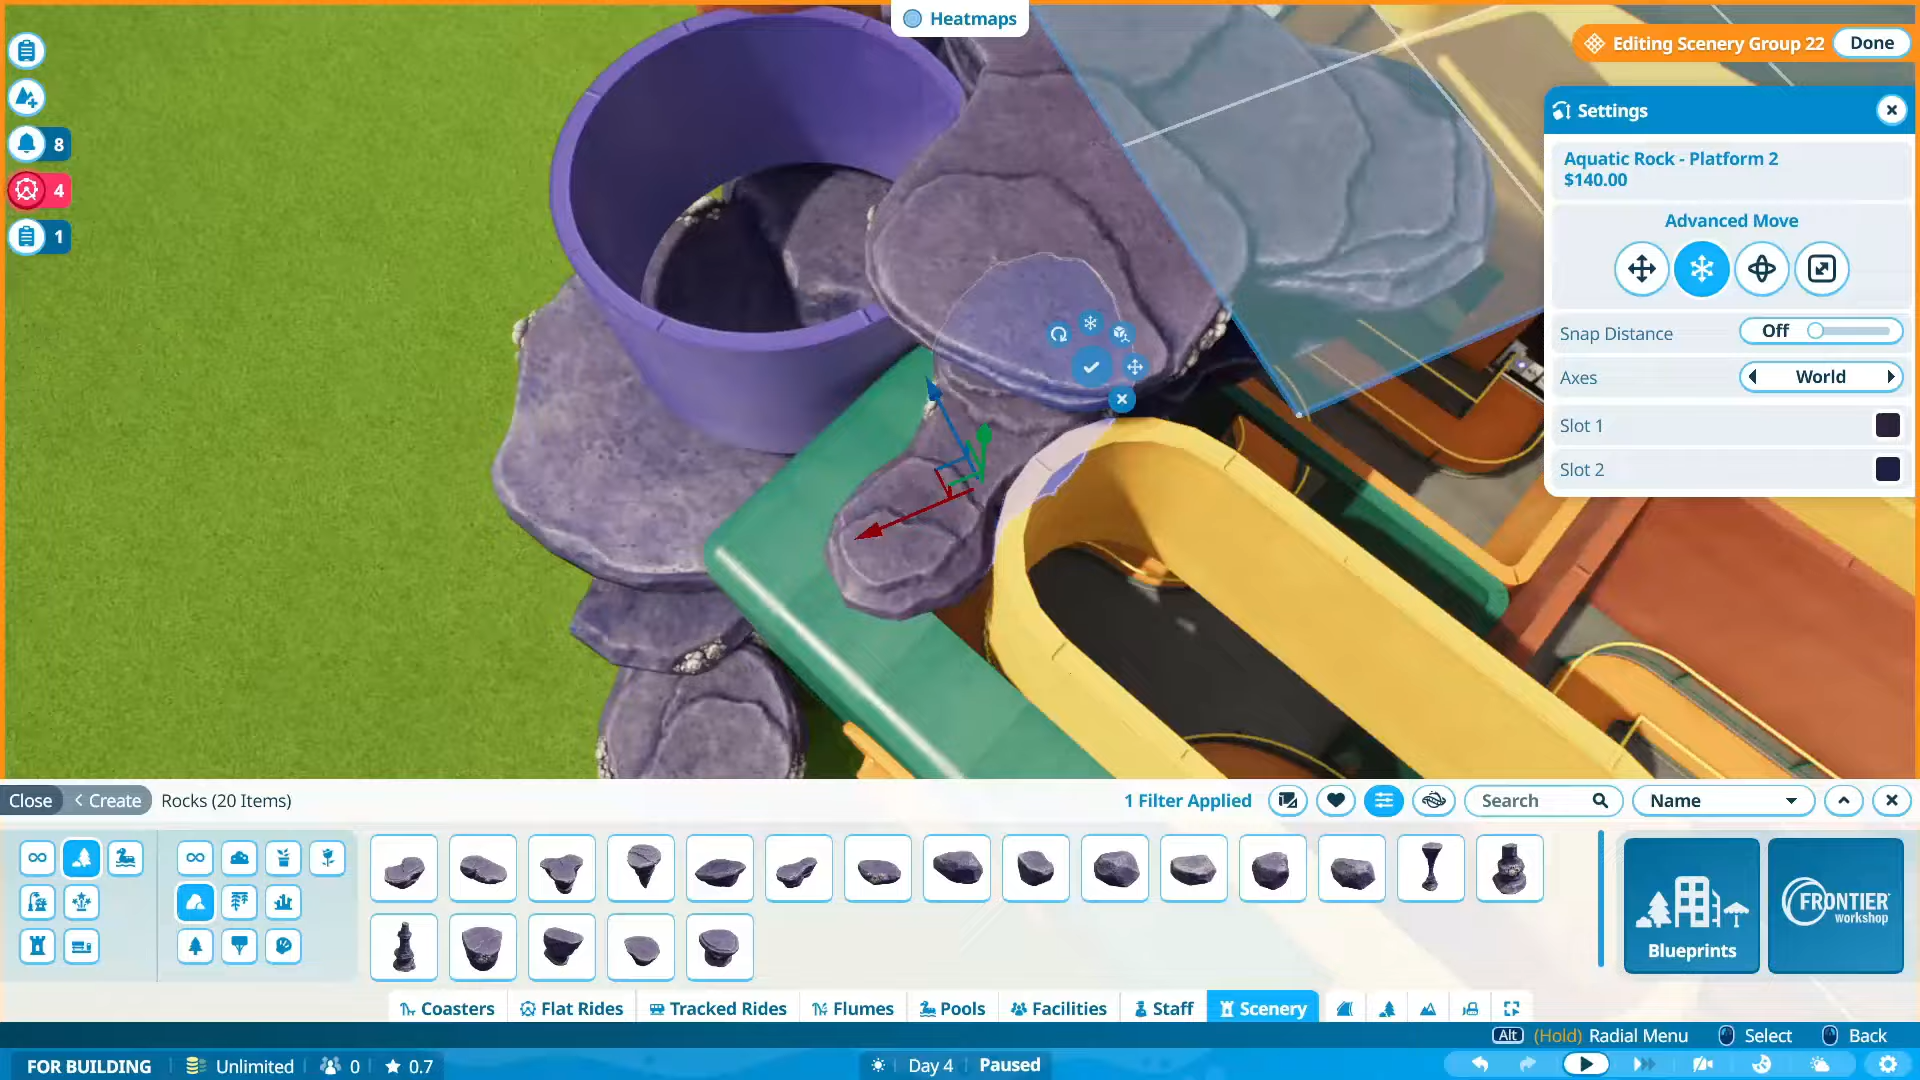 Heatmaps
Editing Scenery Group 22
Done
8
4
1
Settings
Aquatic Rock - Platform 2
$140.00
Advanced Move
Snap Distance
Off
Axes
World
Slot 1
Slot 2
Close
Create
Rocks (20 Items)
1 Filter Applied
Search
Name
Blueprints
FRONTIER
workshop
Coasters
Flat Rides
Tracked Rides
Flumes
Pools
Facilities
Staff
Scenery
Alt (Hold) Radial Menu
Select
Back
FOR BUILDING
Unlimited
0
0.7
Day 4
Paused